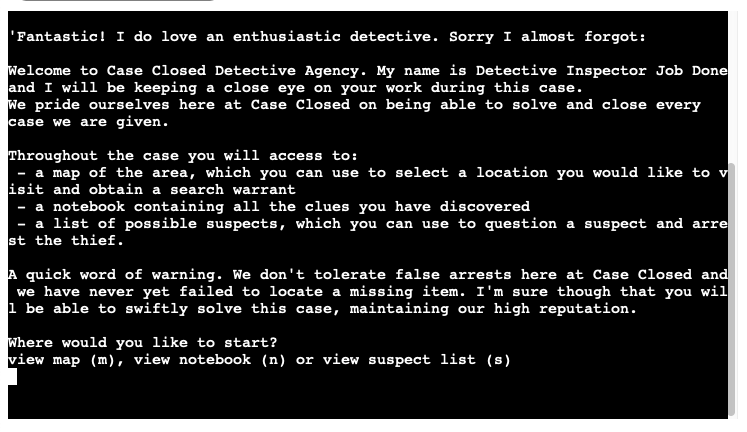 'Fantastic! I do love an enthusiastic detective. Sorry I almost forgot:
Welcome to Case Closed Detective Agency. My name is Detective Inspector Job Done
and I will be keeping a close eye on your work during this case.
We pride ourselves here at Case Closed on being able to solve and close every
case we are given.
Throughout the case you will access to:
 - a map of the area, which you can use to select a location you would like to v
isit and obtain a search warrant
 - a notebook containing all the clues you have discovered
 - a list of possible suspects, which you can use to question a suspect and arre
st the thief.
A quick word of warning. We don't tolerate false arrests here at Case Closed and
 we have never yet failed to locate a missing item. I'm sure though that you wil
l be able to swiftly solve this case, maintaining our high reputation.
Where would you like to start?
view map (m), view notebook (n) or view suspect list (s)